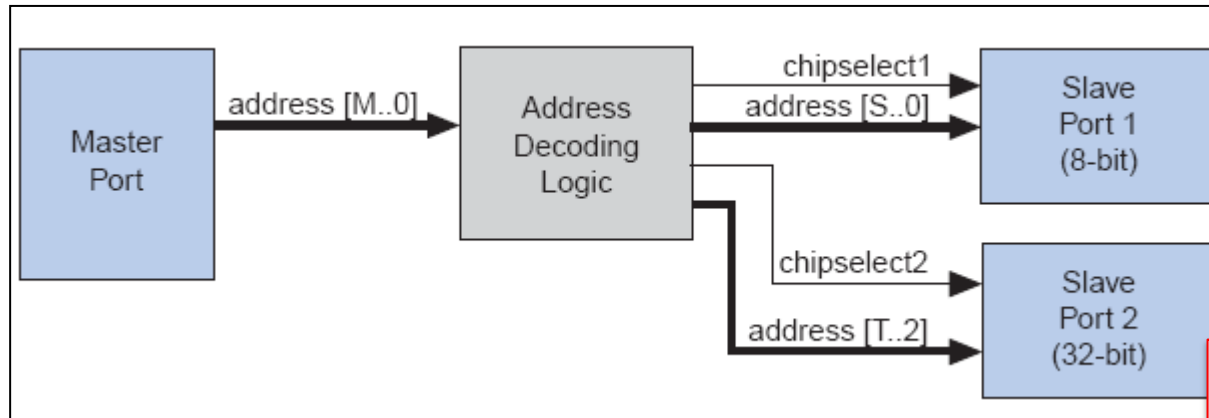 Master
Port
address [M..0]
Address
Decoding
Logic
chipselect1
address [S..0]
Slave
Port 1
(8-bit)
chipselect2
address [T..2]
Slave
Port 2
(32-bit)